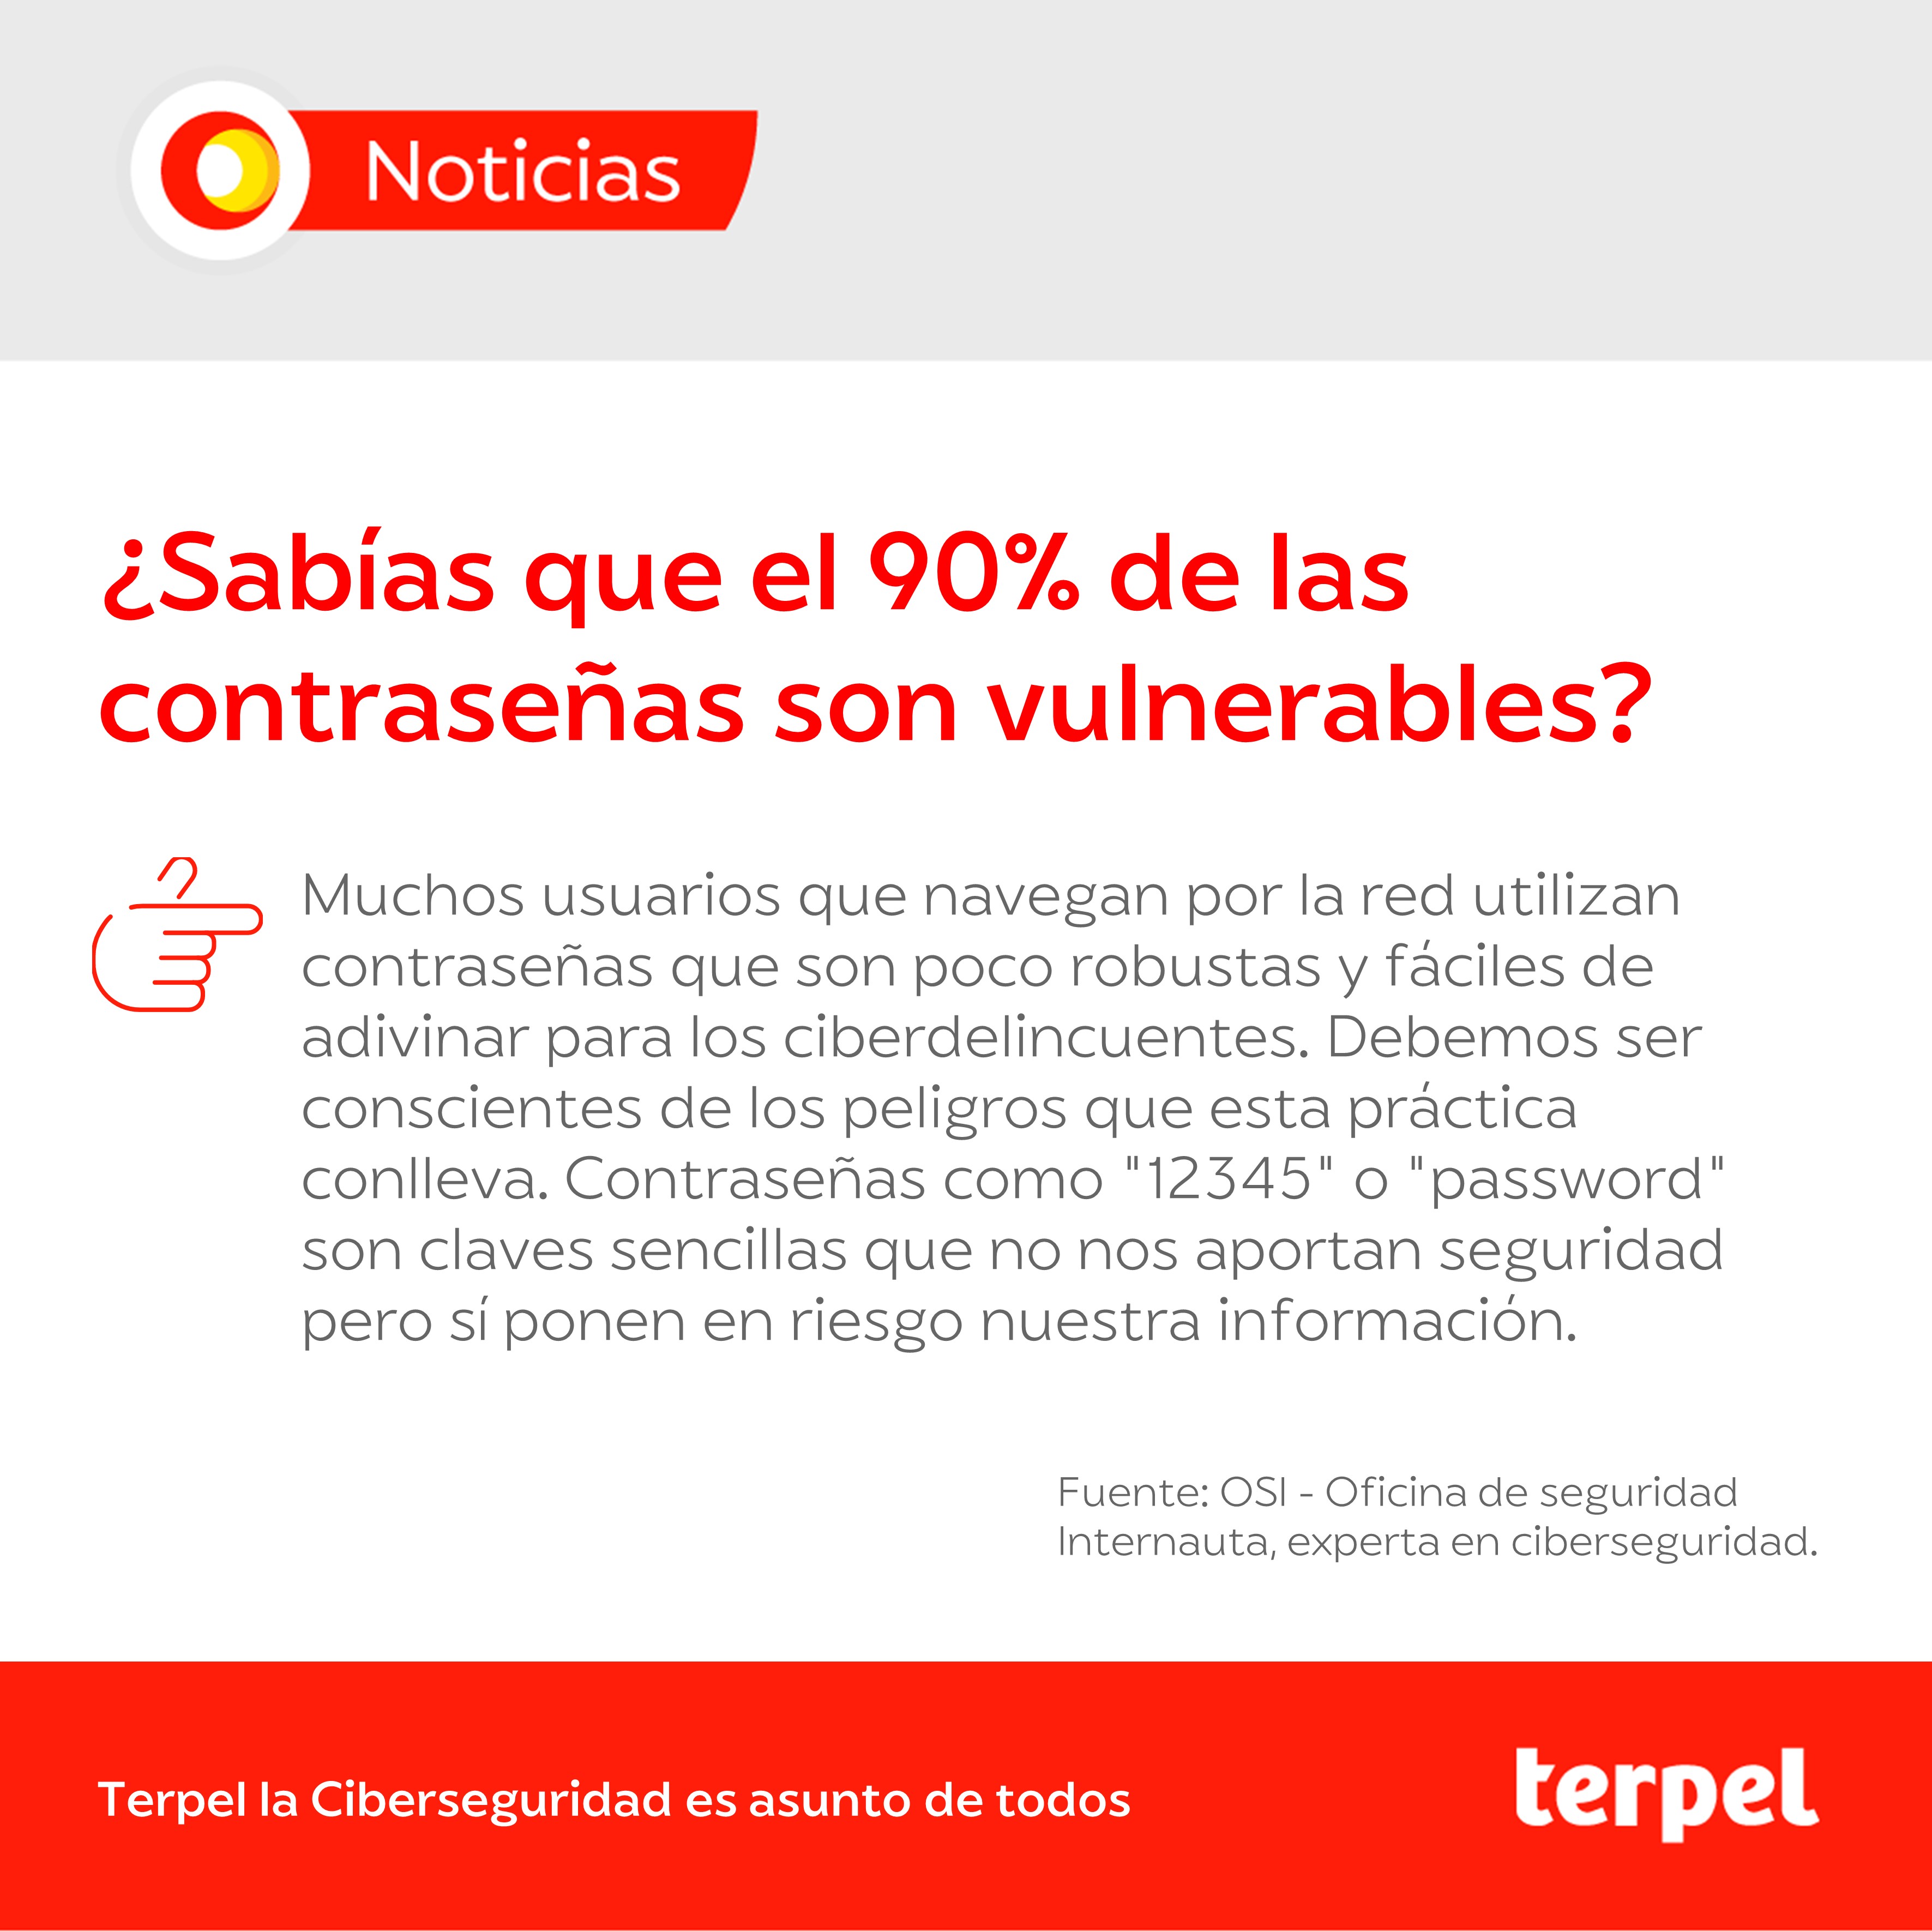 Noticias
¿Sabías que el 90% de las
contraseñas son vulnerables?
Muchos usuarios que navegan por la red utilizan
contraseñas que son poco robustas y fáciles de
adivinar para los ciberdelincuentes. Debemos ser
conscientes de los peligros que esta práctica
conlleva. Contraseñas como "12345" o "password"
son claves sencillas que no nos aportan seguridad
pero sí ponen en riesgo nuestra información.
Fuente: OSI - Oficina de seguridad
Internauta, experta en ciberseguridad.
Terpel la Ciberseguridad es asunto de todos
terpel